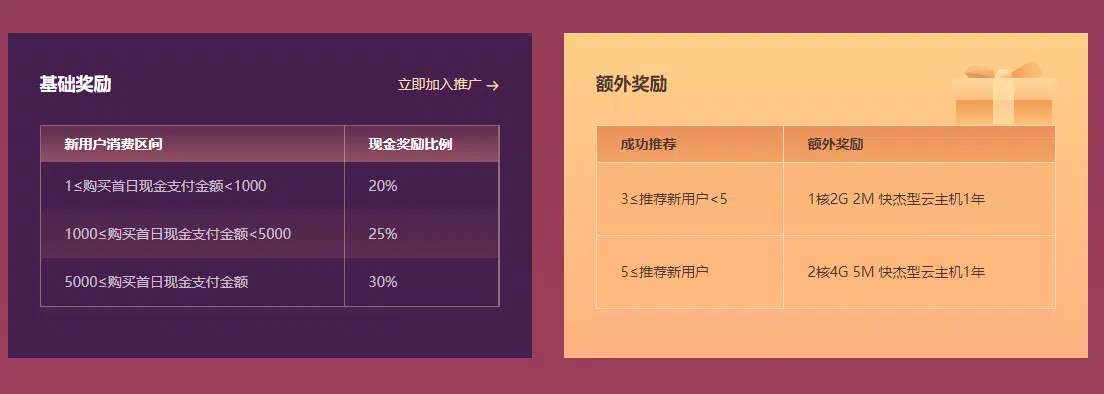 基础奖励
立即加入推广 →
新用户消费区间 现金奖励比例
1≤购买首日现金支付金额<1000 20%
1000≤购买首日现金支付金额<5000 25%
5000≤购买首日现金支付金额 30%
额外奖励
成功推荐 额外奖励
3≤推荐新用户<5 1核2G 2M 快杰型云主机1年
5≤推荐新用户 2核4G 5M 快杰型云主机1年